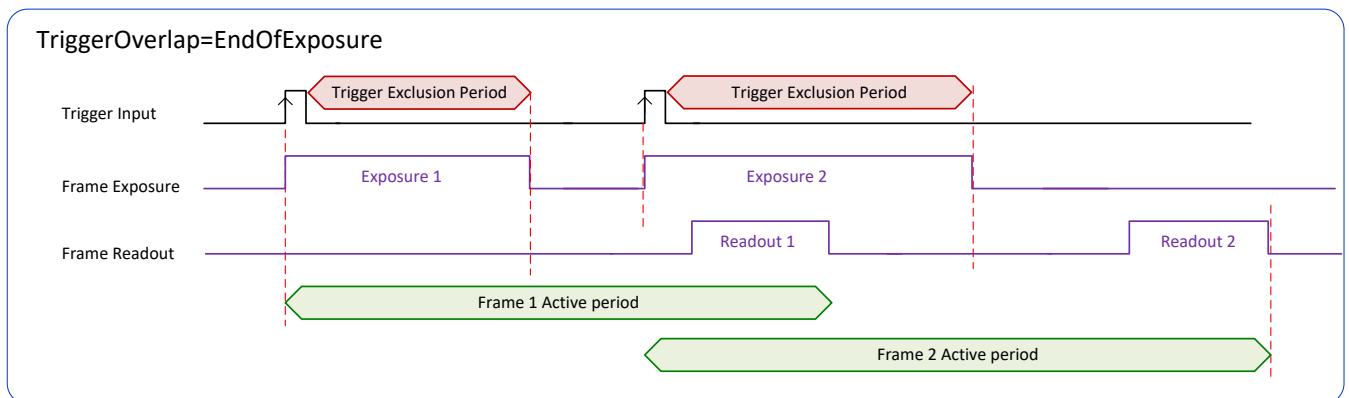 TriggerOverlap=EndOfExposure
Trigger Exclusion Period
Trigger Exclusion Period
Trigger Input
Exposure 1
Exposure 2
Frame Exposure
Readout 1
Readout 2
Frame Readout
Frame 1 Active period
Frame 2 Active period